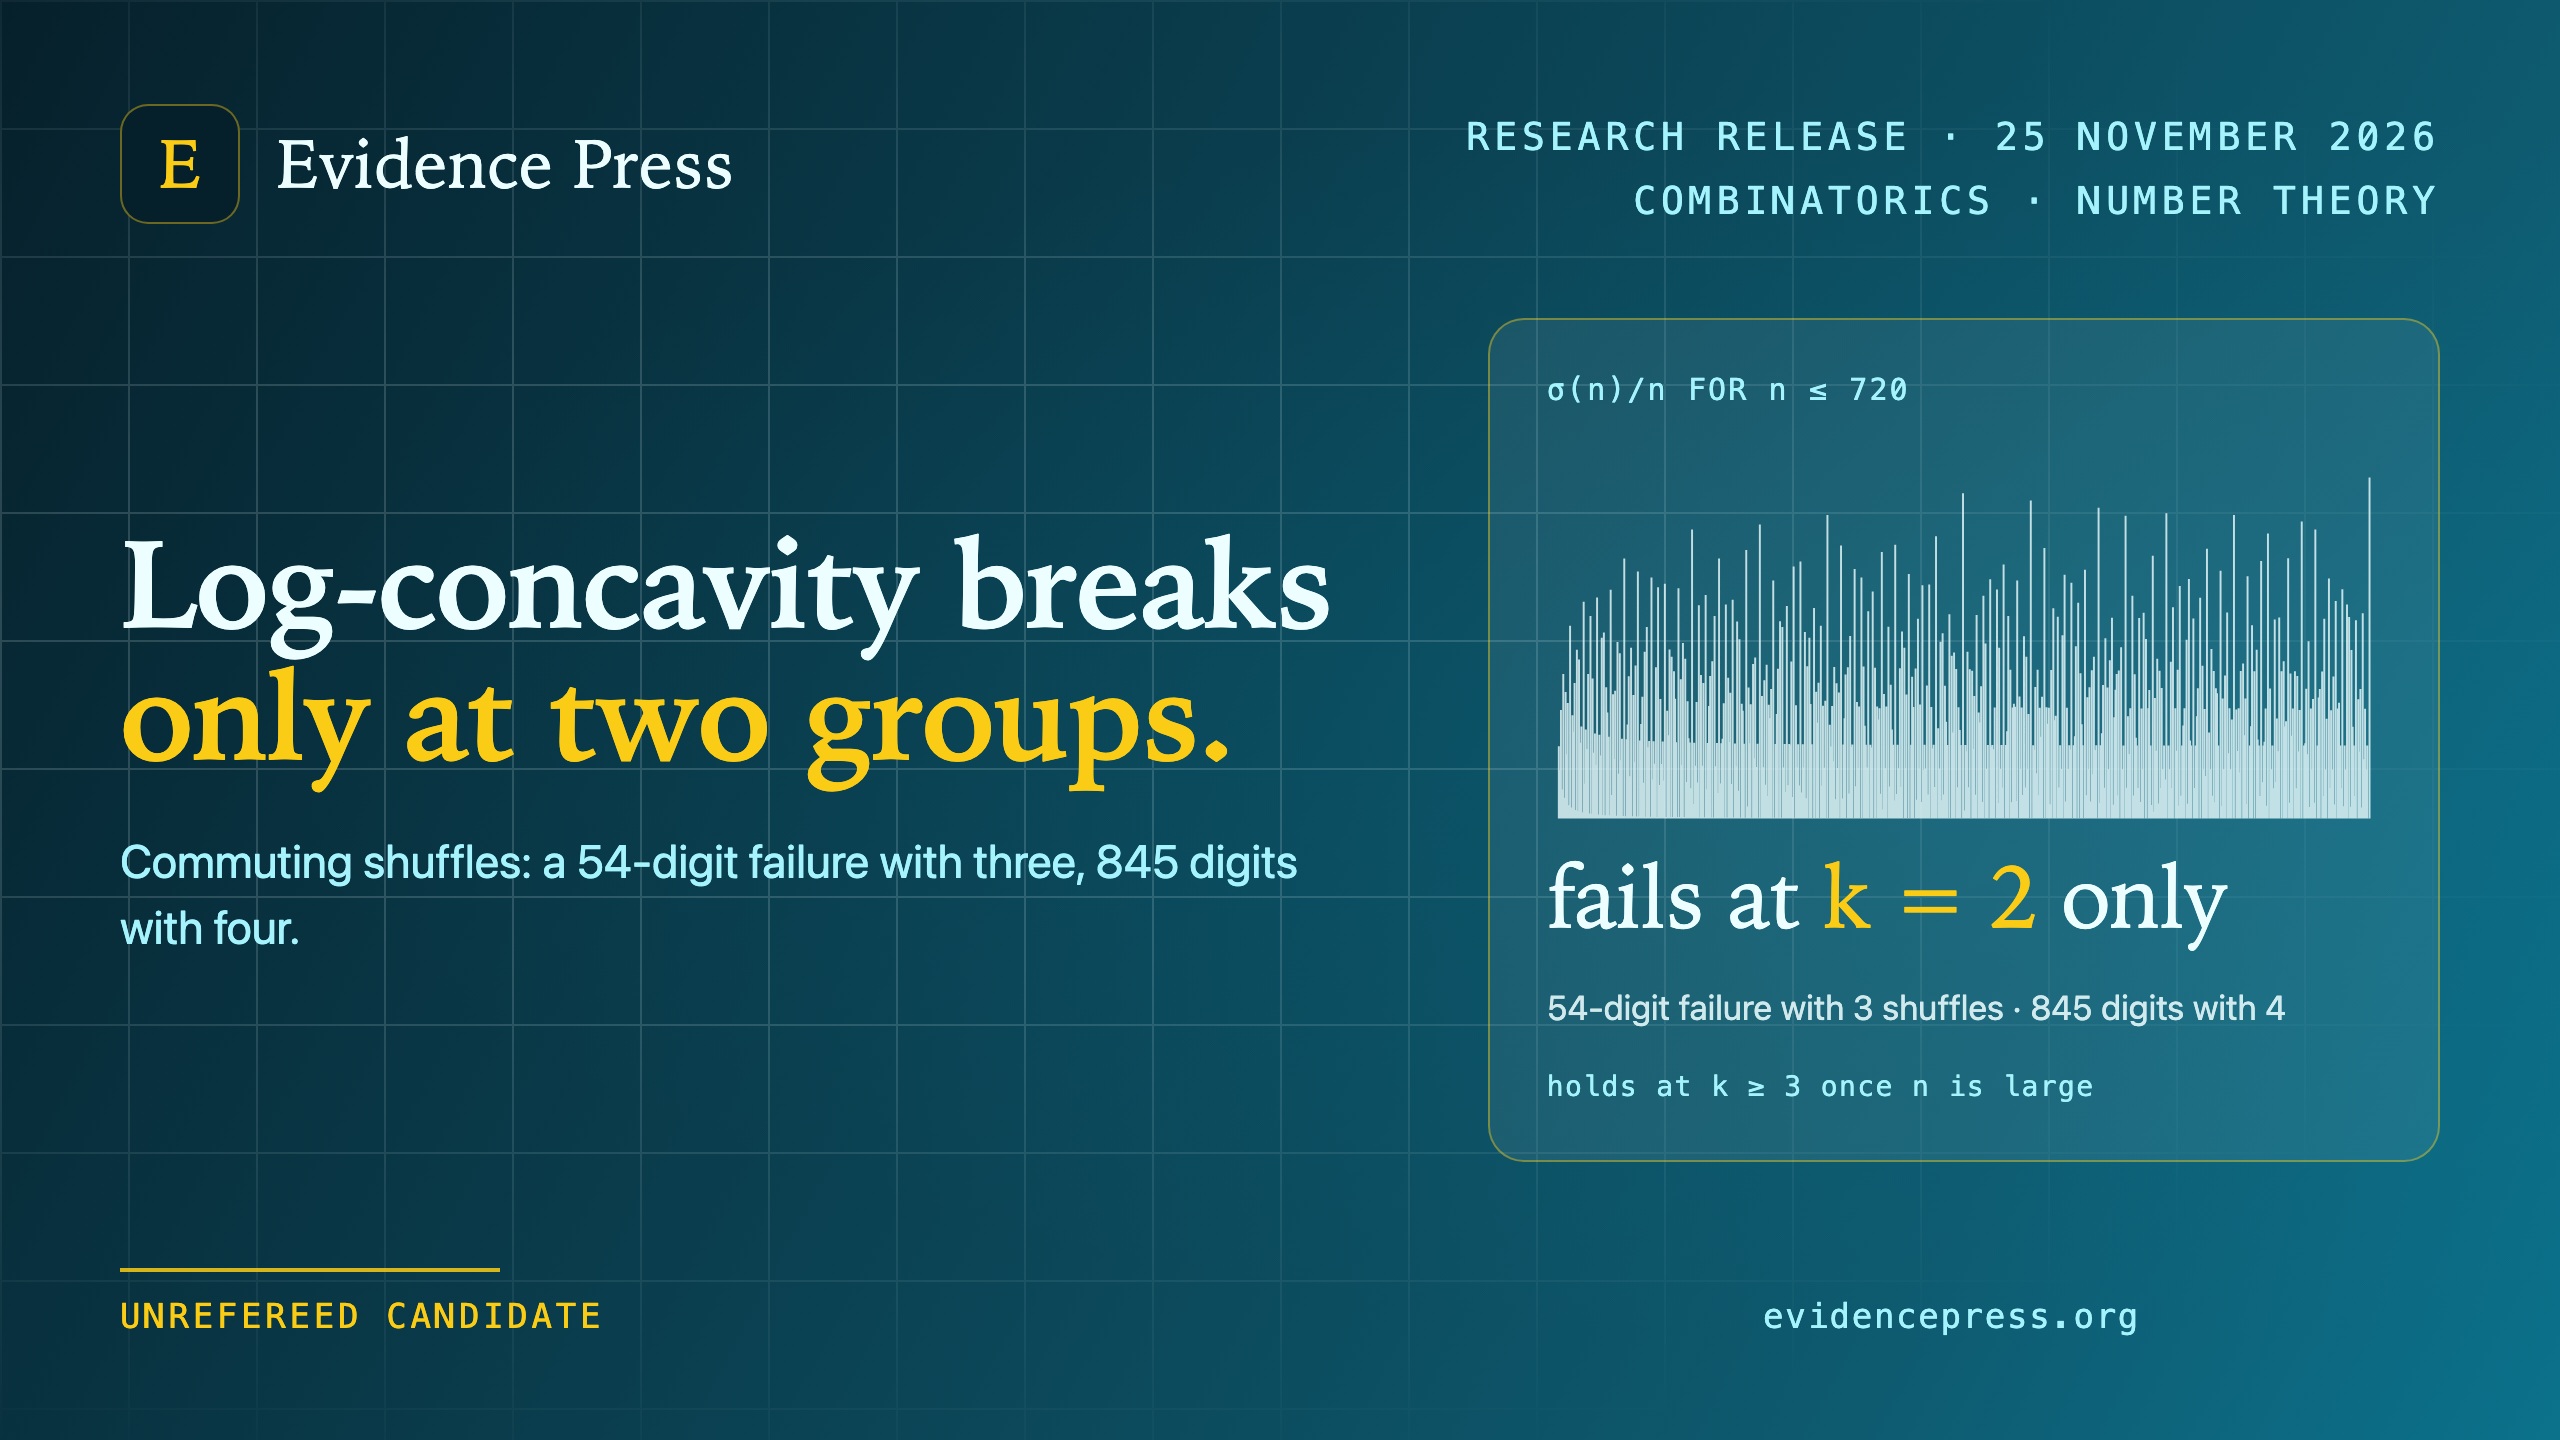 E Evidence Press
RESEARCH RELEASE · 25 NOVEMBER 2026
COMBINATORICS · NUMBER THEORY
Log-concavity breaks
only at two groups.
Commuting shuffles: a 54-digit failure with three, 845 digits
with four.
σ(n)/n FOR n ≤ 720
fails at k = 2 only
54-digit failure with 3 shuffles · 845 digits with 4
holds at k ≥ 3 once n is large
UNREFEREED CANDIDATE
evidencepress.org